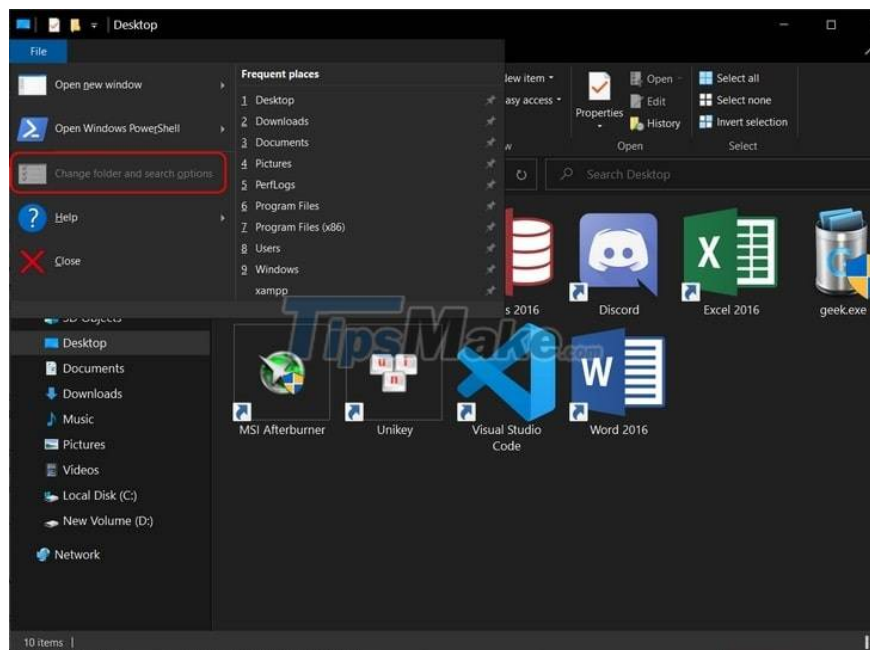 Desktop
File
Open new window
Open Windows PowerShell
Change folder and search options
Help
Close
Frequent places
1 Desktop
2 Downloads
3 Documents
4 Pictures
5 PerfLogs
6 Program Files
7 Program Files (x86)
8 Users
9 Windows
xampp
item
access
Properties
Open
Edit
History
Open
Select all
Select none
Invert selection
Select
Search Desktop
s 2016
Discord
Excel 2016
geek.exe
TipsMake.com
MSI Afterburner
Unikey
Visual Studio
Code
Word 2016
3D Objects
Desktop
Documents
Downloads
Music
Pictures
Videos
Local Disk (C:)
New Volume (D:)
Network
10 items